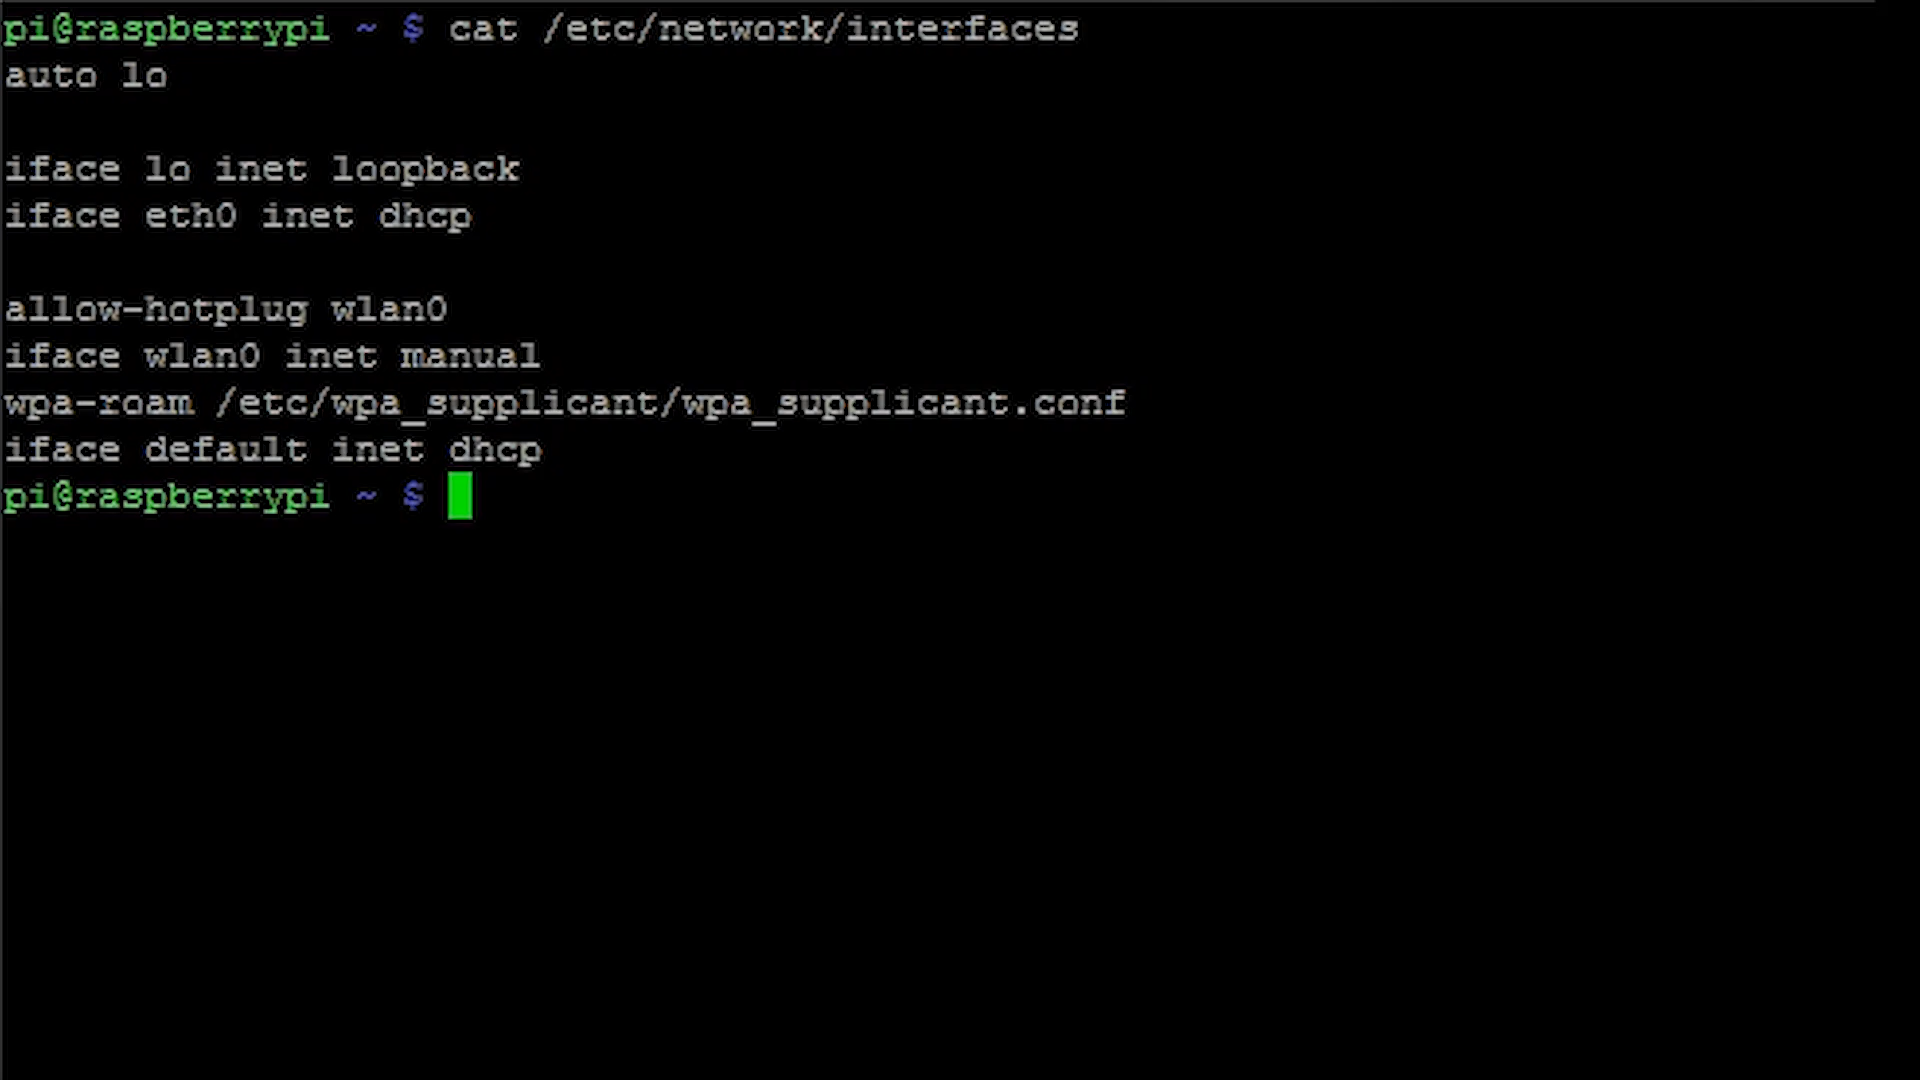 pi@raspberrypi ~ $ cat /etc/network/interfaces
auto lo
iface lo inet loopback
iface eth0 inet dhcp
allow-hotplug wlan0
iface wlan0 inet manual
wpa-roam /etc/wpa_supplicant/wpa_supplicant.conf
iface default inet dhcp
pi@raspberrypi ~ $